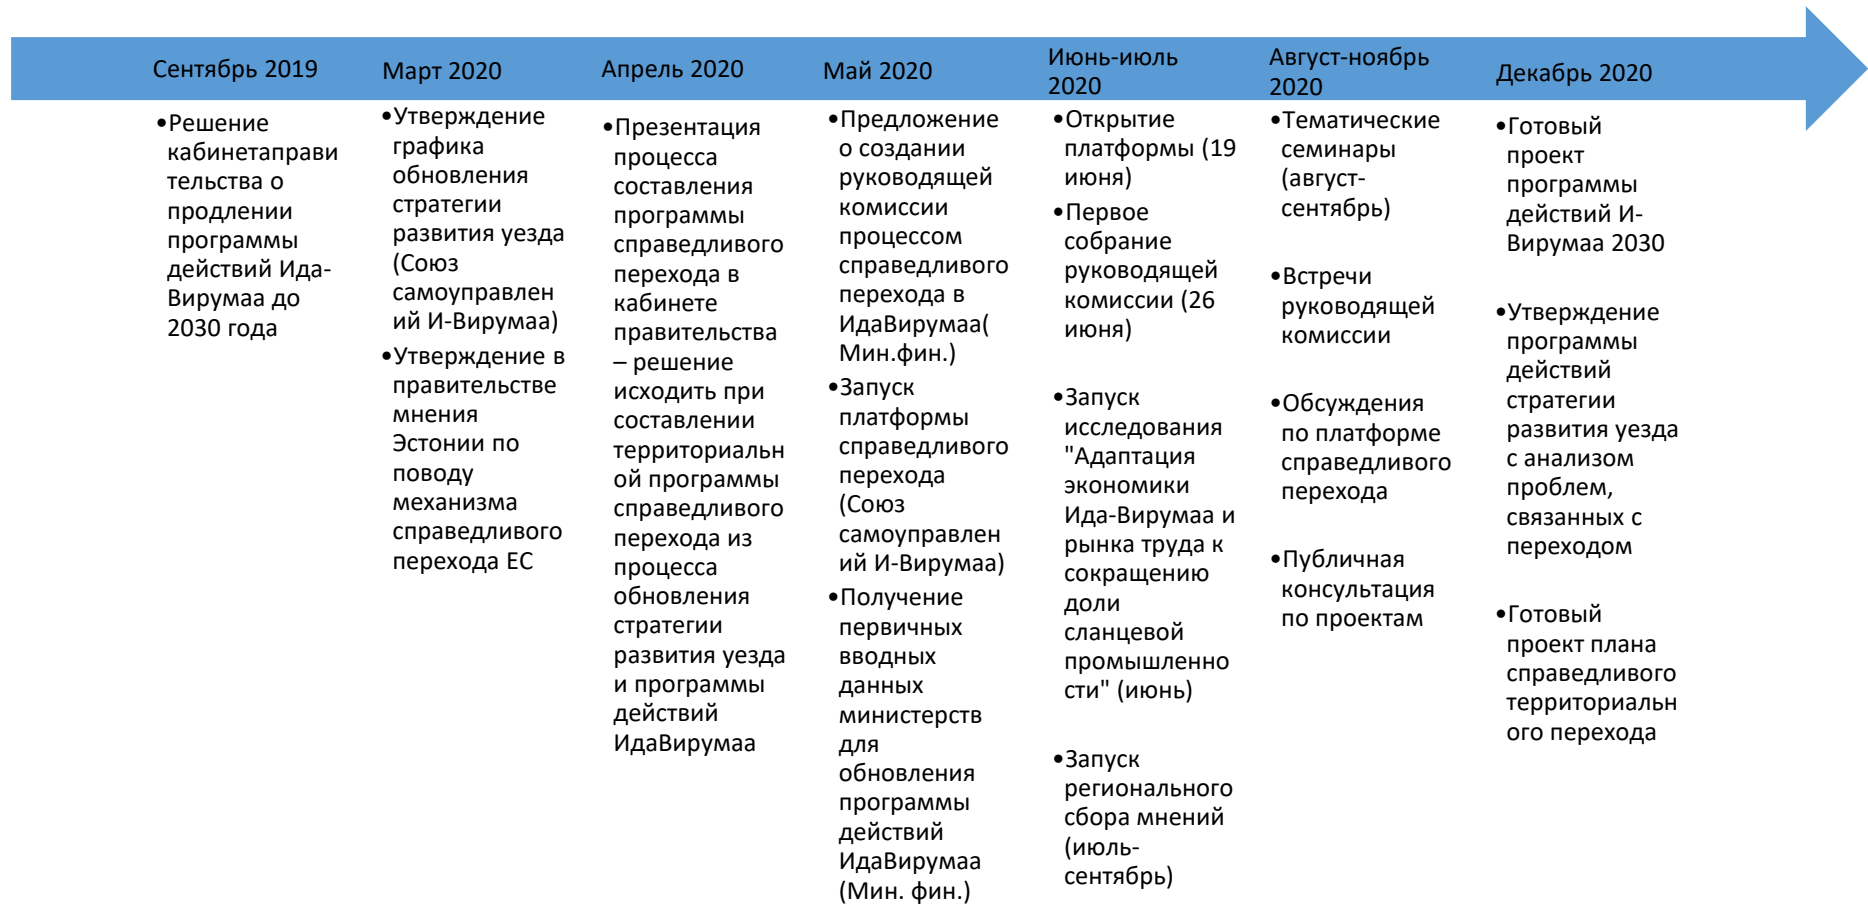 Сентябрь 2019
•Решение
кабинетаправи
тельства о
продлении
программы
действий Ида-
Вирумаа до
2030 года
Март 2020
•Утверждение
графика
обновления
стратегии
развития уезда
(Союз
самоуправлен
ий И-Вирумаа)
•Утверждение в
правительстве
мнения
Эстонии по
поводу
механизма
справедливого
перехода ЕС
Апрель 2020
•Презентация
процесса
составления
программы
справедливого
перехода в
кабинете
правительства
– решение
исходить при
составлении
территориальн
ой программы
справедливого
перехода из
процесса
обновления
стратегии
развития уезда
и программы
действий
ИдаВирумаа
Май 2020
•Предложение
о создании
руководящей
комиссии
процессом
справедливого
перехода в
ИдаВирумаа(
Мин.фин.)
•Запуск
платформы
справедливого
перехода
(Союз
самоуправлен
ий И-Вирумаа)
•Получение
первичных
вводных
данных
министерств
для
обновления
программы
действий
ИдаВирумаа
(Мин. фин.)
Июнь-июль
2020
•Открытие
платформы (19
июня)
•Первое
собрание
руководящей
комиссии (26
июня)
•Запуск
исследования
"Адаптация
экономики
Ида-Вирумаа и
рынка труда к
сокращению
доли
сланцевой
промышленно
сти" (июнь)
•Запуск
регионального
сбора мнений
(июль-
сентябрь)
Август-ноябрь
2020
•Тематические
семинары
(август-
сентябрь)
•Встречи
руководящей
комиссии
•Обсуждения
по платформе
справедливого
перехода
•Публичная
консультация
по проектам
Декабрь 2020
•Готовый
проект
программы
действий И-
Вирумаа 2030
•Утверждение
программы
действий
стратегии
развития уезда
с анализом
проблем,
связанных с
переходом
•Готовый
проект плана
справедливого
территориальн
ого перехода